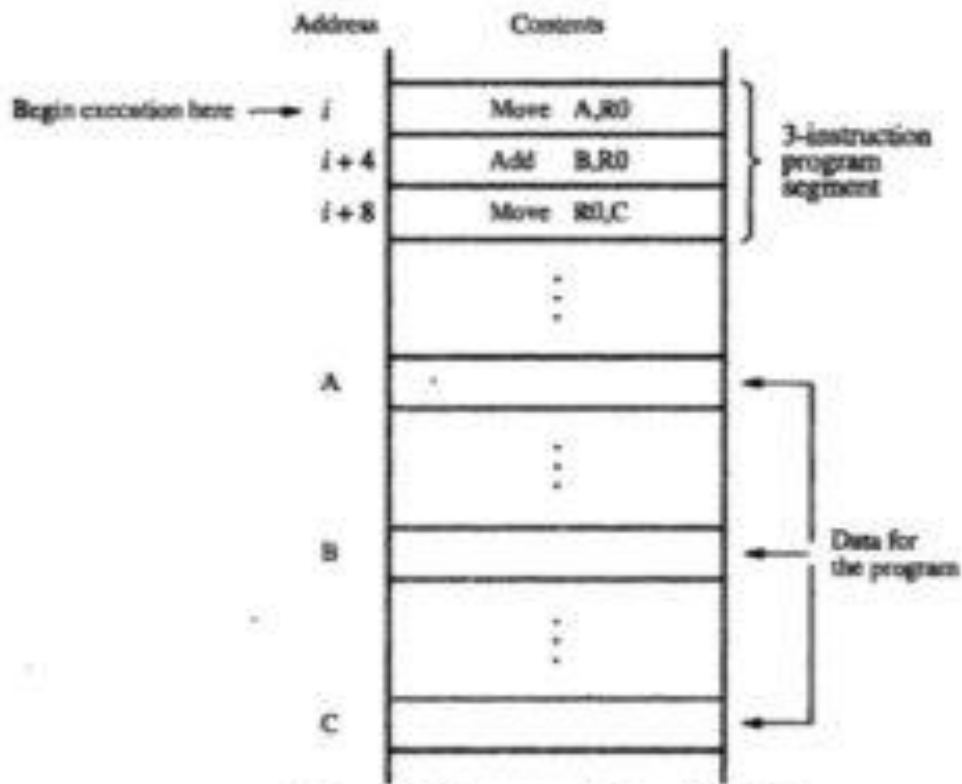 Address Contents
Begin execution here i Move A,R0
i + 4 Add B,R0
i + 8 Move R0,C
3-instruction
program
segment
A
B
Data for
the program
C